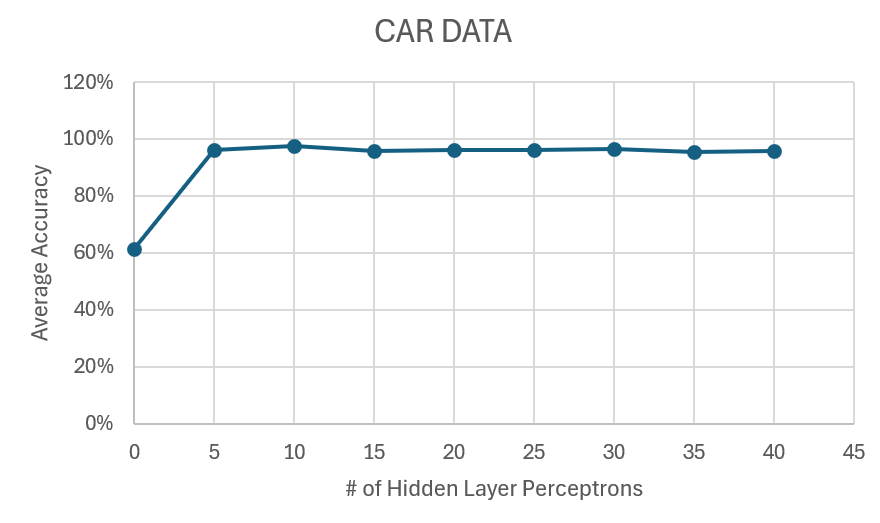 CAR DATA
120%
100%
80%
60%
40%
20%
0%
Average Accuracy
0 5 10 15 20 25 30 35 40 45
# of Hidden Layer Perceptrons